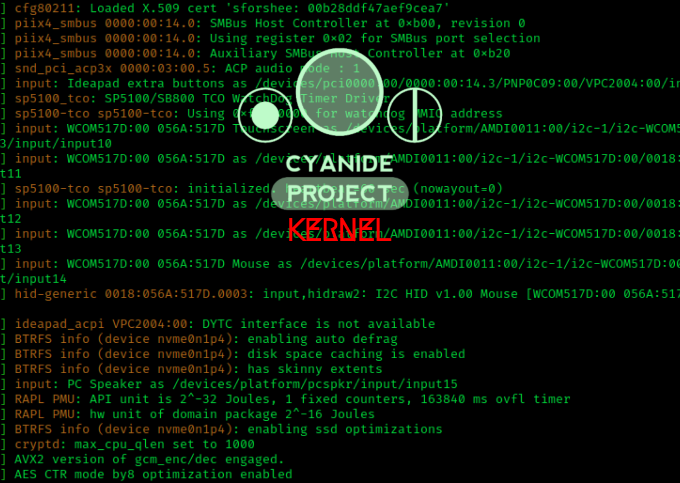 ] cfg80211: Loaded X.509 cert 'sforshee: 00b28ddf47aef9cea7'
] piix4_smbus 0000:00:14.0: SMBus Host Controller at 0×b00, revision 0
] piix4_smbus 0000:00:14.0: Using register 0×02 for SMBus port selection
] piix4_smbus 0000:00:14.0: Auxiliary SMBus Host Controller at 0×b20
] snd_pci_acp3x 0000:03:00.5: ACP audio mode : 1
] input: Ideapad extra buttons as /devices/pci0000:00/0000:00:14.3/PNP0C09:00/VPC2004:00/in
] sp5100_tco: SP5100/SB800 TCO WatchDog Timer Driver
] sp5100-tco sp5100-tco: Using for watchdog MMIO address
] input: WCOM517D:00 056A:517D Touchscreen as /devices/platform/AMDI0011:00/i2c-1/i2c-WCOM5
3/input/input10
] input: WCOM517D:00 056A:517D as /devices/platform/AMDI0011:00/i2c-1/i2c-WCOM517D:00/0018:
t11
CYANIDE
] sp5100-tco sp5100-tco: initialized. (nowayout=0)
PROJECT
] input: WCOM517D:00 056A:517D as /devices/platform/AMDI0011:00/i2c-1/i2c-WCOM517D:00/0018:
t12
KERNEL
] input: WCOM517D:00 056A:517D as /devices/platform/AMDI0011:00/i2c-1/i2c-WCOM517D:00/0018:
t13
] input: WCOM517D:00 056A:517D Mouse as /devices/platform/AMDI0011:00/i2c-1/i2c-WCOM517D:00
t/input14
] hid-generic 0018:056A:517D.0003: input,hidraw2: I2C HID v1.00 Mouse [WCOM517D:00 056A:517
] ideapad_acpi VPC2004:00: DYTC interface is not available
] BTRFS info (device nvme0n1p4): enabling auto defrag
] BTRFS info (device nvme0n1p4): disk space caching is enabled
] BTRFS info (device nvme0n1p4): has skinny extents
] input: PC Speaker as /devices/platform/pcspkr/input/input15
] RAPL PMU: API unit is 2^-32 Joules, 1 fixed counters, 163840 ms ovfl timer
] RAPL PMU: hw unit of domain package 2^-16 Joules
] BTRFS info (device nvme0n1p4): enabling ssd optimizations
] cryptd: max_cpu_qlen set to 1000
] AVX2 version of gcm_enc/dec engaged.
] AES CTR mode by8 optimization enabled